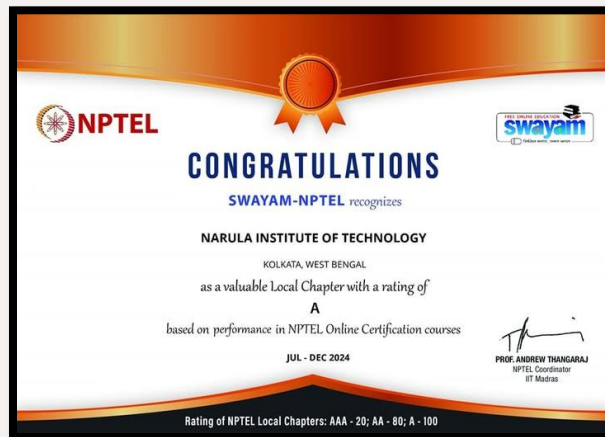 NPTEL
FREE ONLINE EDUCATION
swayam
CONGRATULATIONS
SWAYAM-NPTEL recognizes
NARULA INSTITUTE OF TECHNOLOGY
KOLKATA, WEST BENGAL
as a valuable Local Chapter with a rating of
A
based on performance in NPTEL Online Certification courses
JUL - DEC 2024
PROF. ANDREW THANGARAJ
NPTEL Coordinator
IIT Madras
Rating of NPTEL Local Chapters: AAA - 20; AA - 80; A - 100